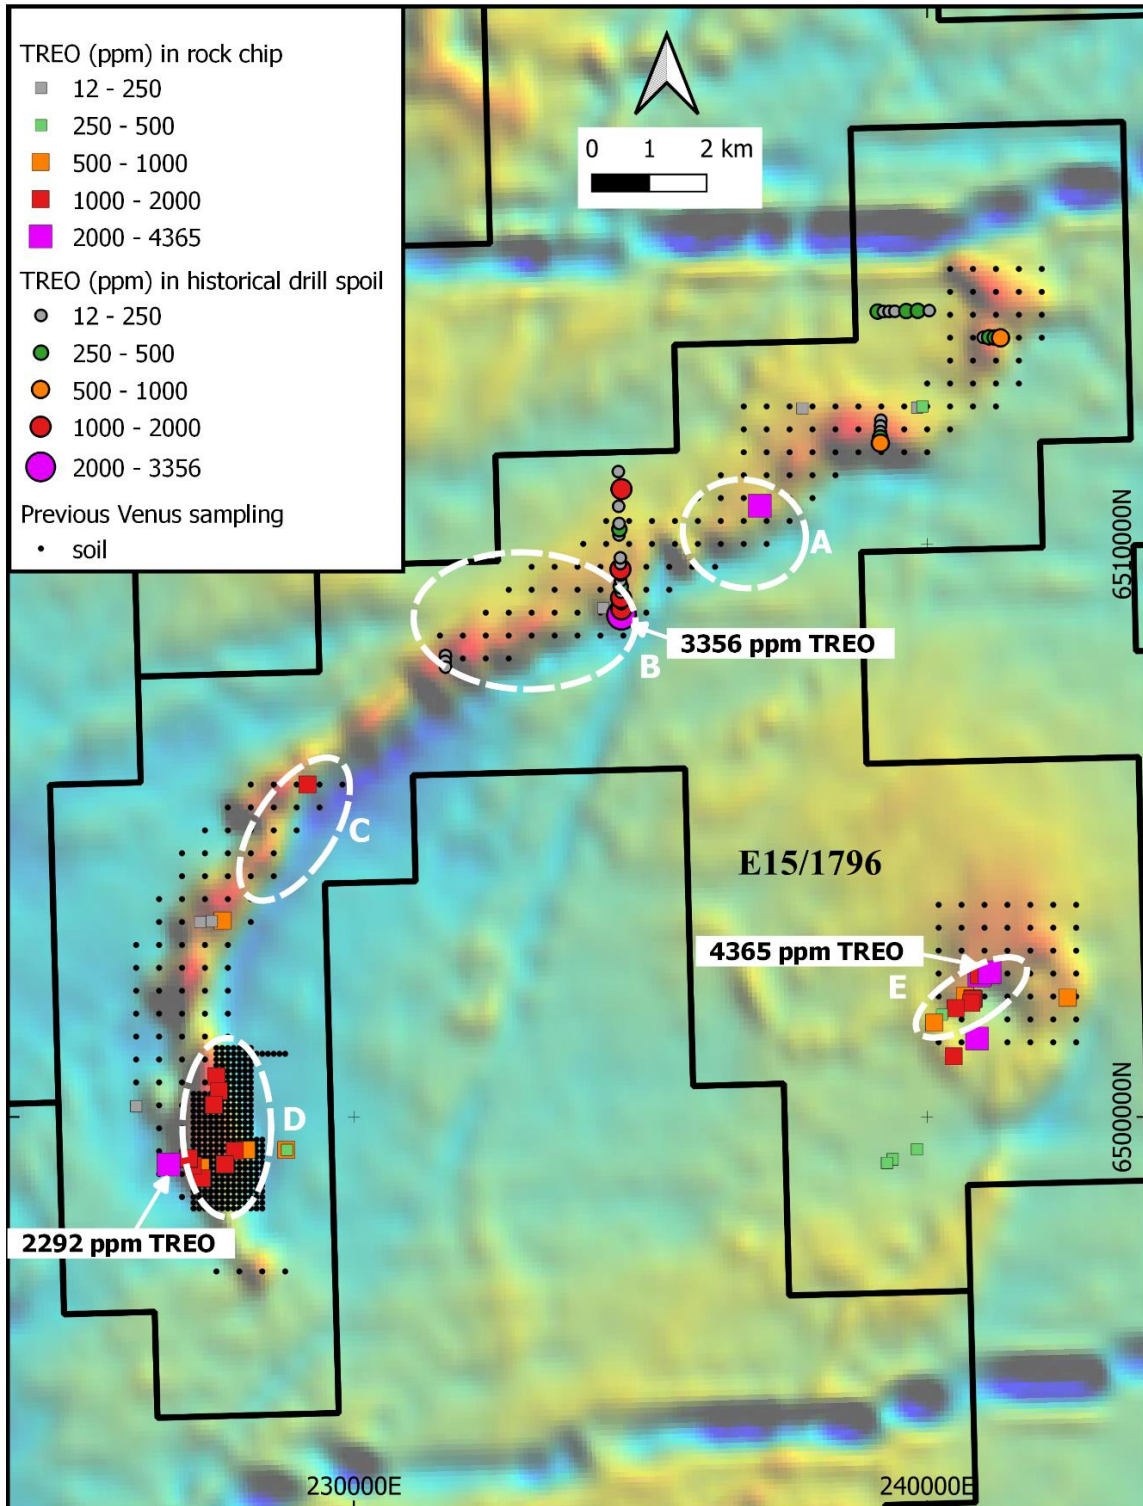 TREO (ppm) in rock chip
12 - 250
250 - 500
500 - 1000
1000 - 2000
2000 - 4365
TREO (ppm) in historical drill spoil
12 - 250
250 - 500
500 - 1000
1000 - 2000
2000 - 3356
Previous Venus sampling
soil
0 1 2 km
A
6510000N
3356 ppm TREO
B
C
E15/1796
4365 ppm TREO
E
D
6500000N
2292 ppm TREO
230000E
240000E